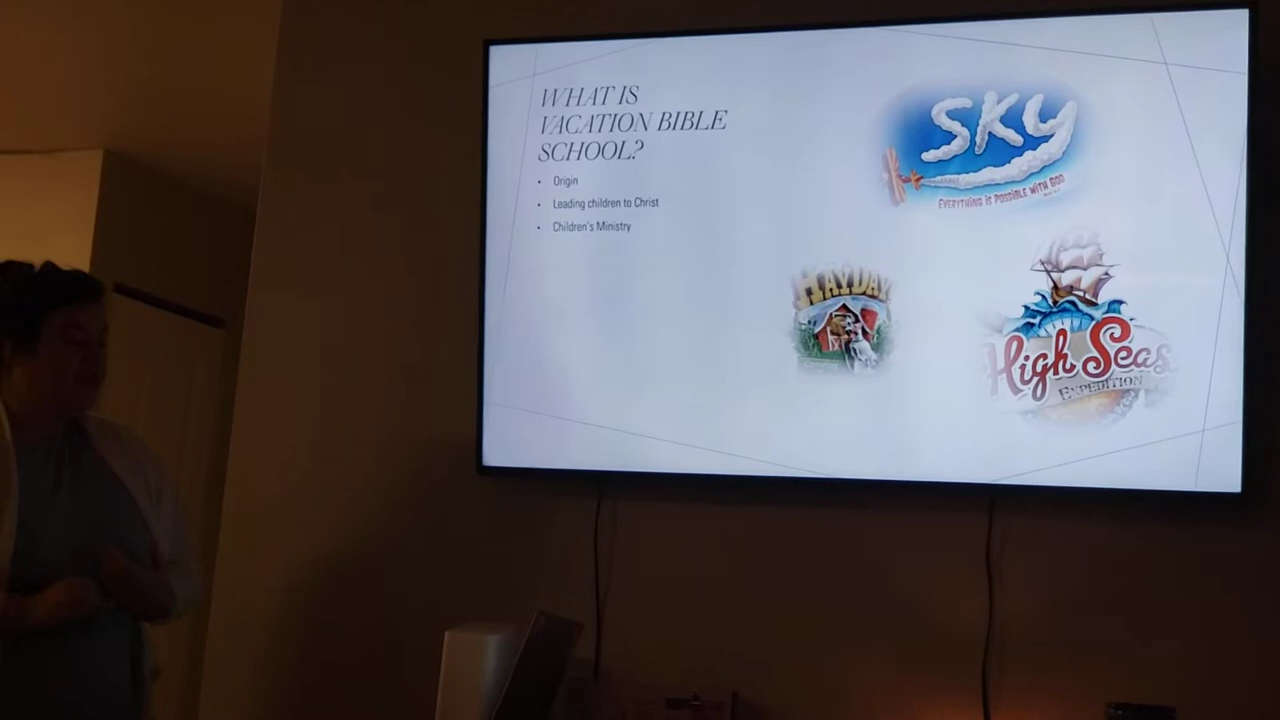 WHAT IS
VACATION BIBLE
SCHOOL?
• Origin
• Leading children to Christ
• Children's Ministry
SKY
EVERYTHING IS POSSIBLE WITH GOD
HAYDAY
High Seas
EXPEDITION